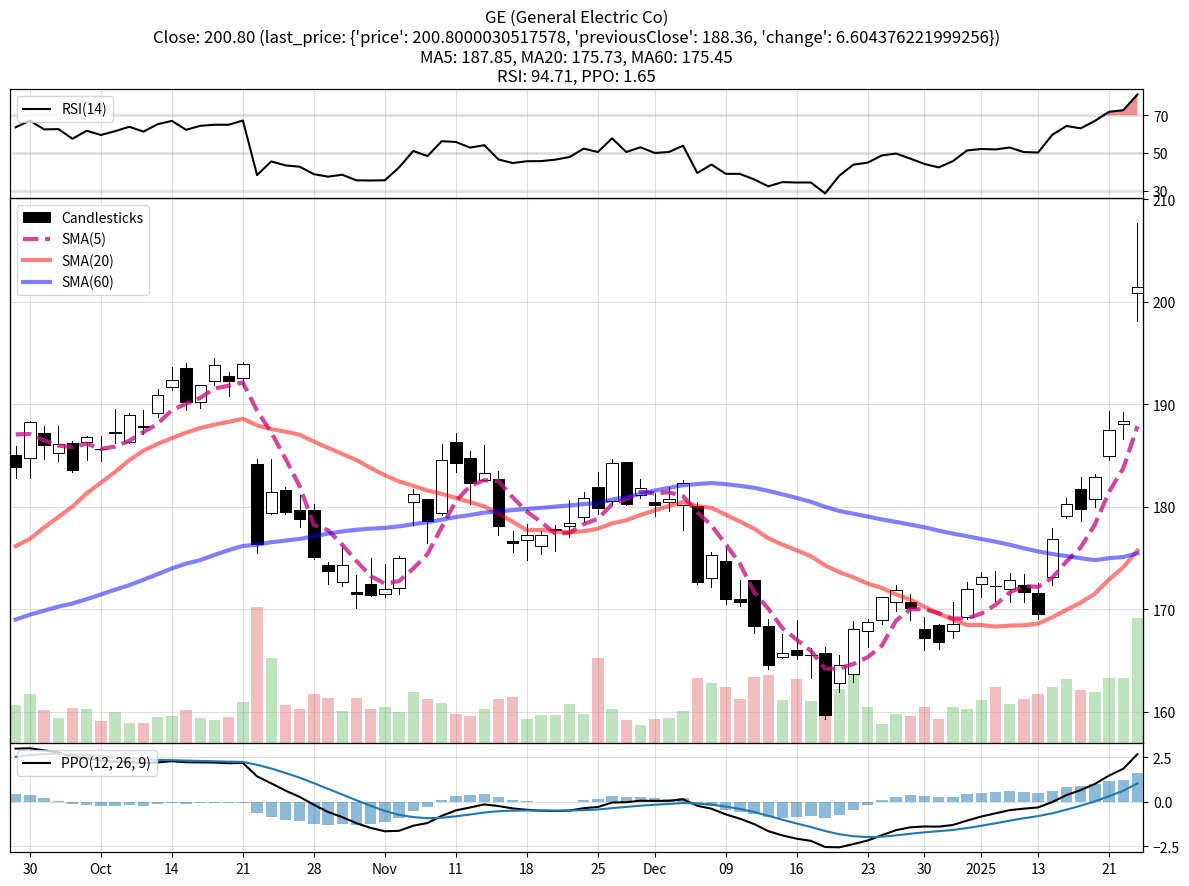 GE (General Electric Co)
Close: 200.80 (last_price: {'price': 200.8000030517578, 'previousClose': 188.36, 'change': 6.604376221999256})
MA5: 187.85, MA20: 175.73, MA60: 175.45
RSI: 94.71, PPO: 1.65
RSI(14)
70
50
30
210
Candlesticks
SMA(5)
SMA(20)
SMA(60)
200
190
180
170
160
PPO(12, 26, 9)
2.5
0.0
−2.5
30 Oct 14 21 28 Nov 11 18 25 Dec 09 16 23 30 2025 13 21